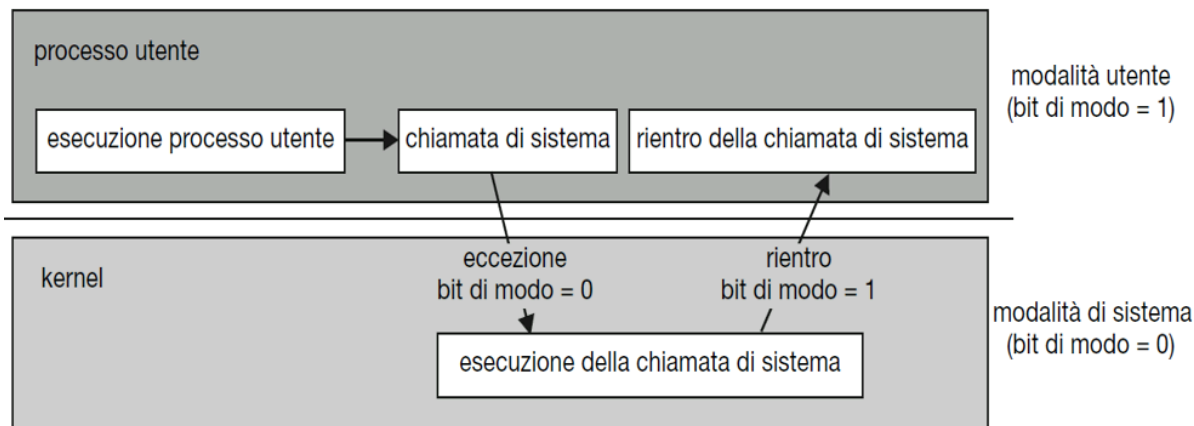 processo utente
esecuzione processo utente
chiamata di sistema
rientro della chiamata di sistema
modalità utente
(bit di modo = 1)
kernel
eccezione
bit di modo = 0
rientro
bit di modo = 1
esecuzione della chiamata di sistema
modalità di sistema
(bit di modo = 0)